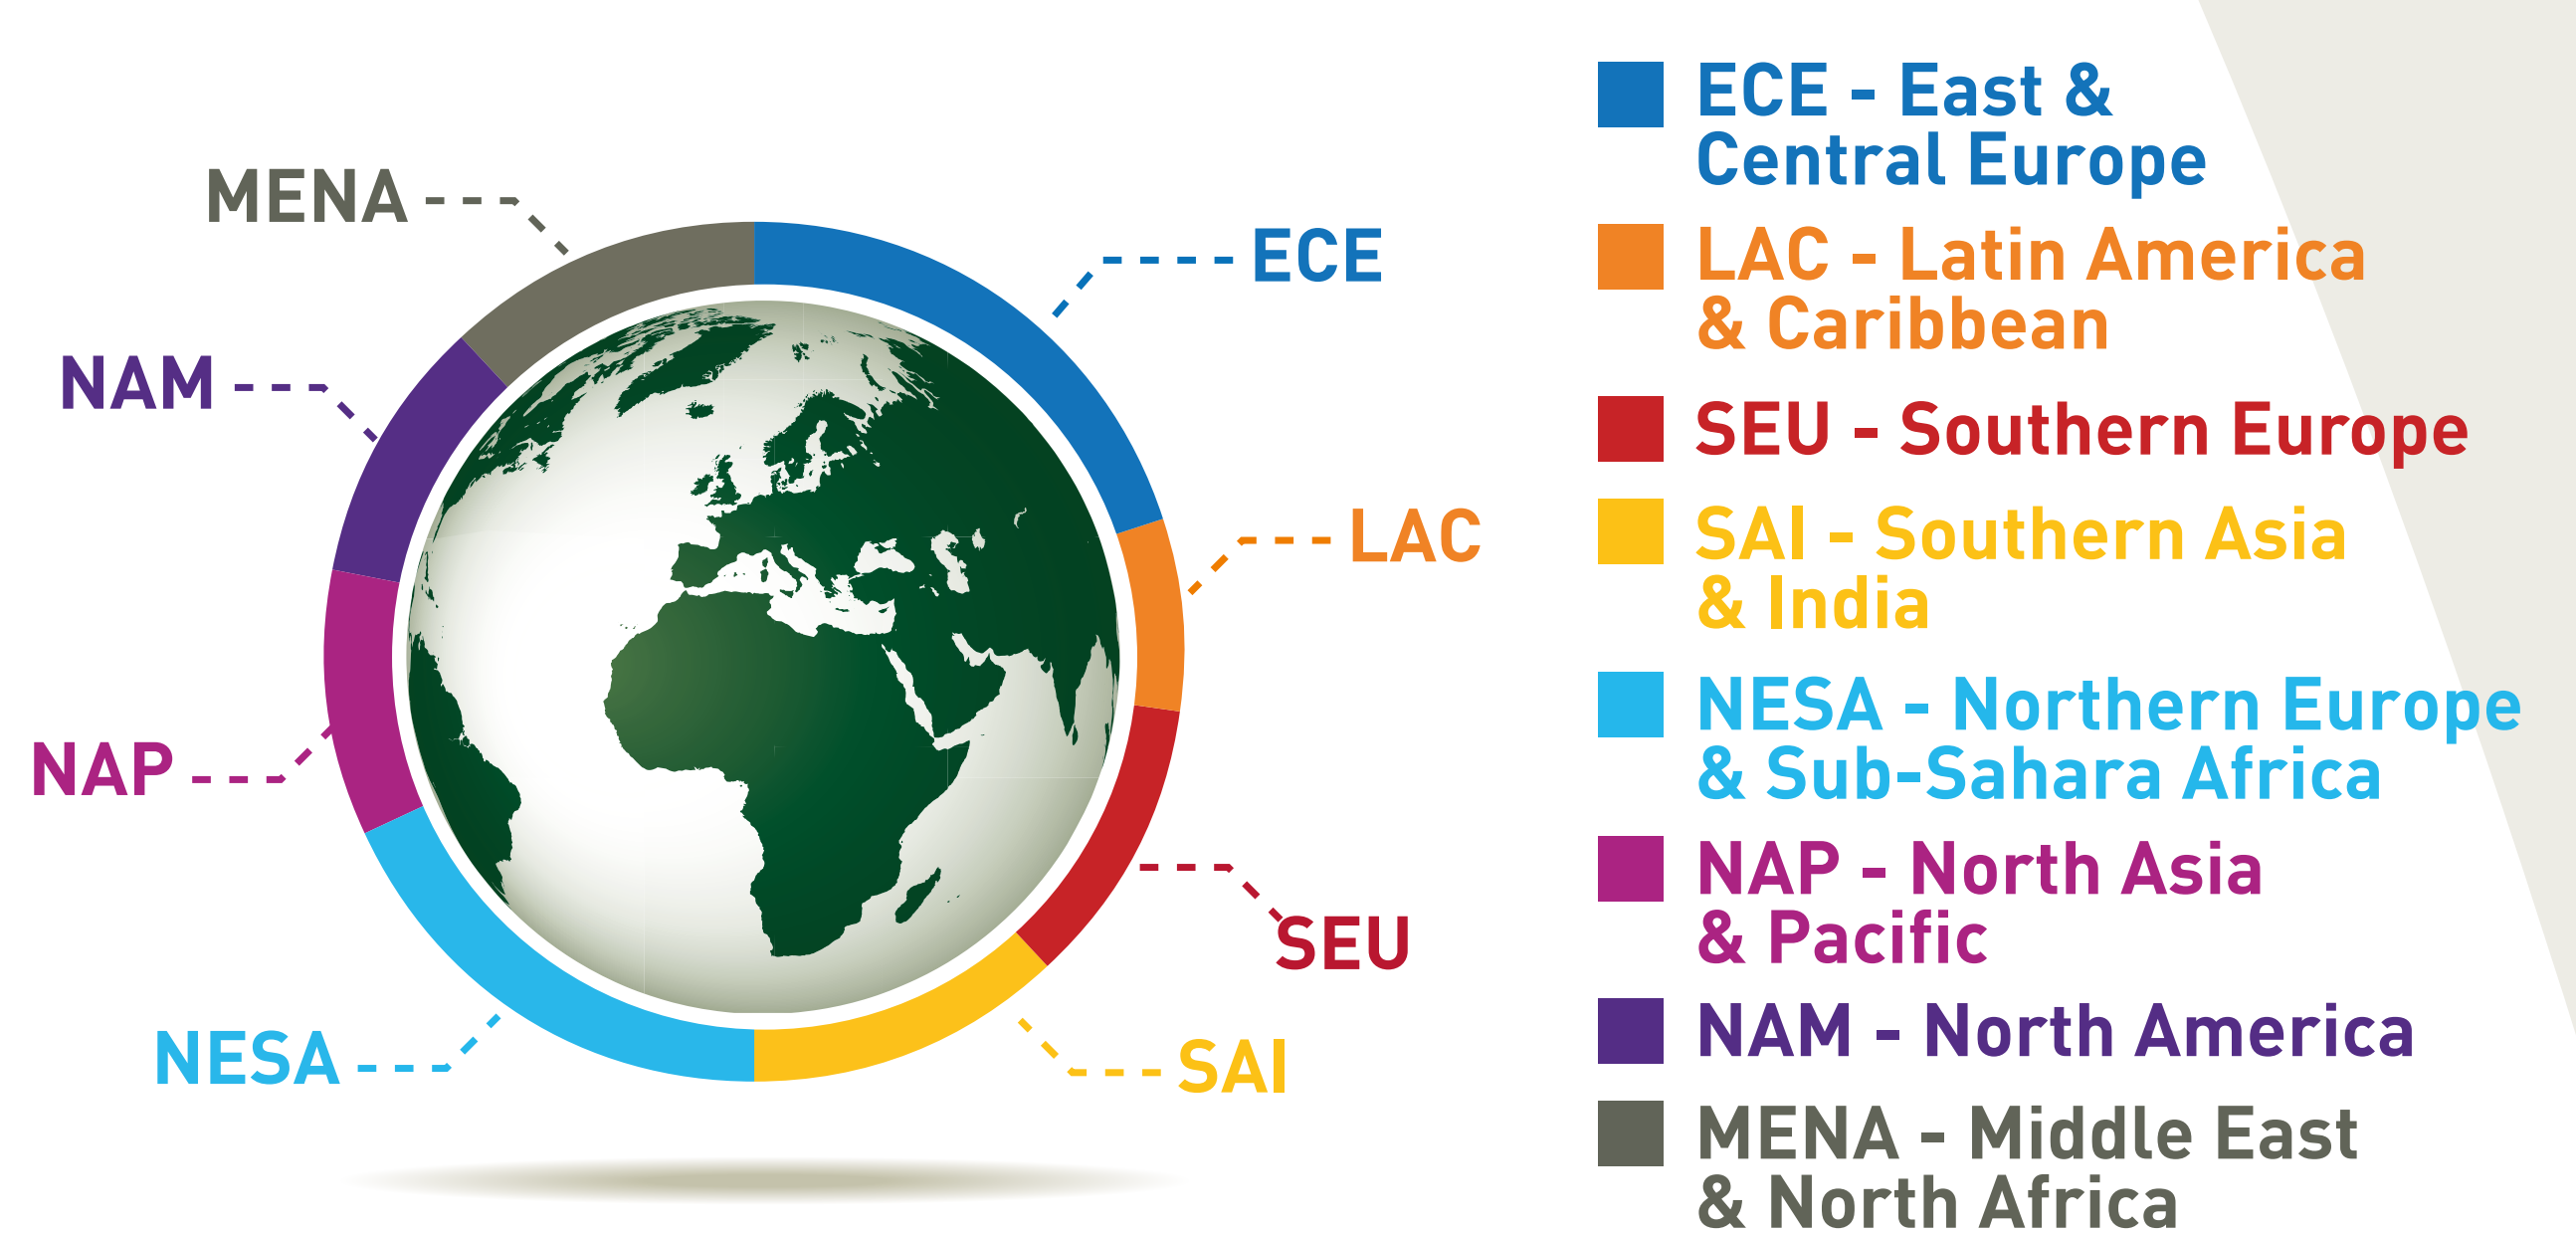 MENA
ECE
NAM
LAC
NAP
SEU
NESA
SAI
ECE - East &
Central Europe
LAC - Latin America
& Caribbean
SEU - Southern Europe
SAI - Southern Asia
& India
NESA - Northern Europe
& Sub-Sahara Africa
NAP - North Asia
& Pacific
NAM - North America
MENA - Middle East
& North Africa